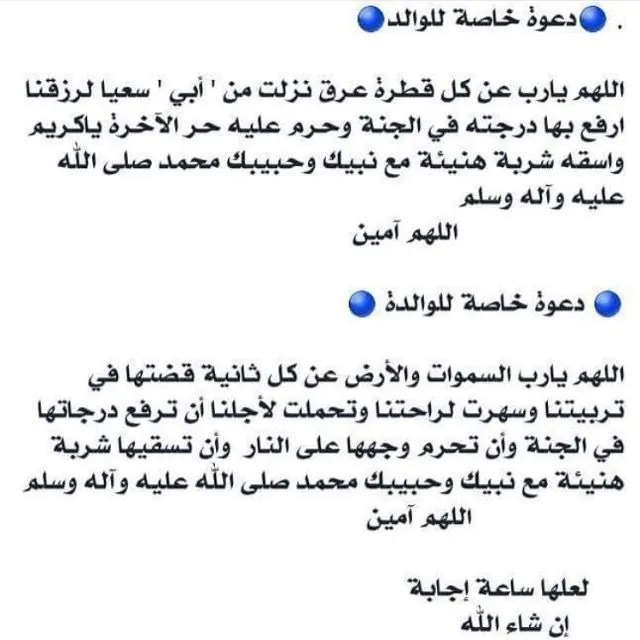 . 🔵دعوة خاصة للوالد🔵
اللهم يارب عن كل قطرة عرق نزلت من ' أبي ' سعيا لرزقنا
ارفع بها درجته في الجنة وحرم عليه حر الآخرة ياكريم
واسقه شربة هنيئة مع نبيك وحبيبك محمد صلى الله
عليه وآله وسلم
اللهم آمين
🔵 دعوة خاصة للوالدة 🔵
اللهم يارب السموات والأرض عن كل ثانية قضتها في
تربيتنا وسهرت لراحتنا وتحملت لأجلنا أن ترفع درجاتها
في الجنة وأن تحرم وجهها على النار وأن تسقيها شربة
هنيئة مع نبيك وحبيبك محمد صلى الله عليه وآله وسلم
اللهم آمين
لعلها ساعة إجابة
إن شاء الله